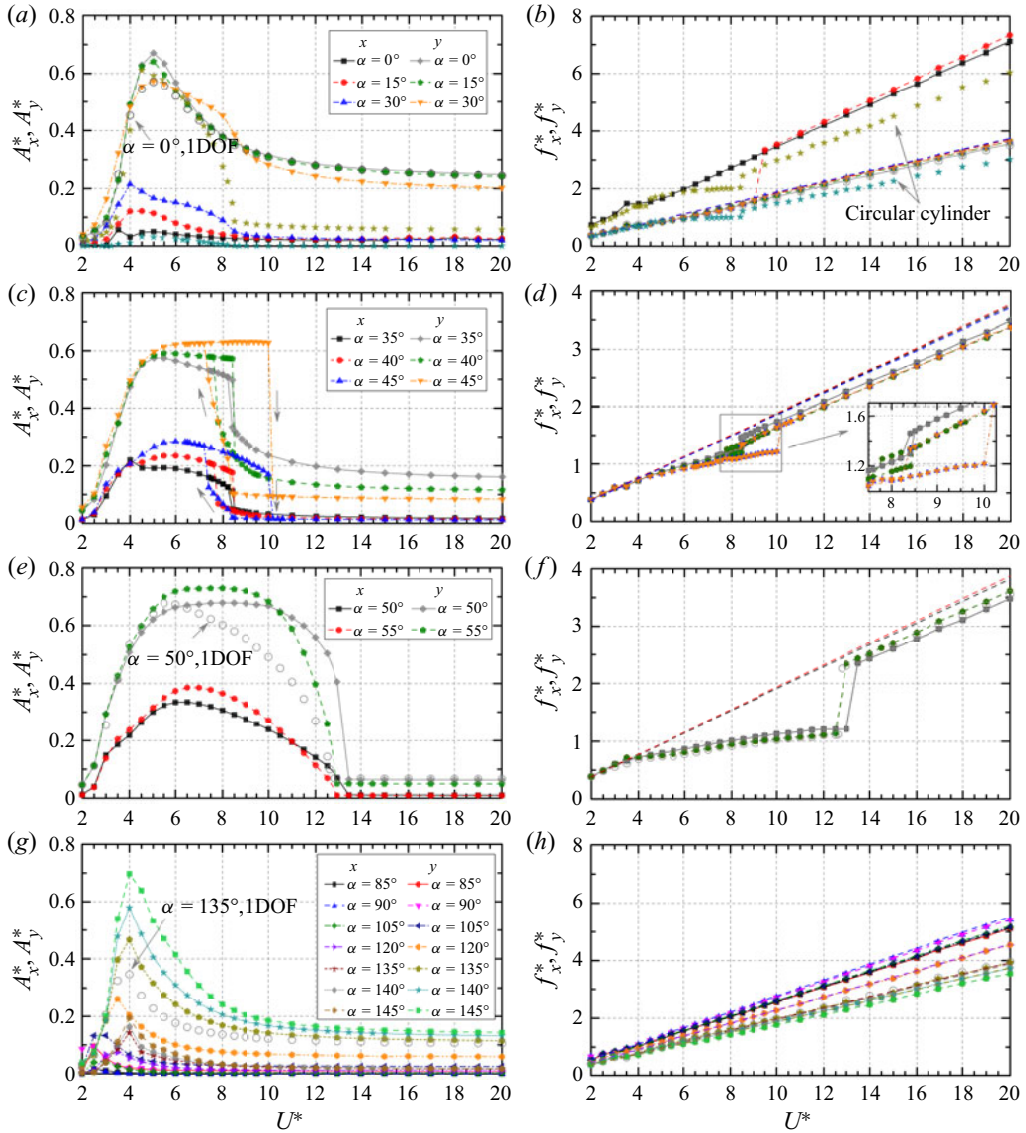 (a)
0.8
0.6
0.4
0.2
0
A*x, A*y
x y
α = 0° α = 0°
α = 15° α = 15°
α = 30° α = 30°
α = 0°,1DOF
2 4 6 8 10 12 14 16 18 20
(b)
8
6
4
2
0
f*x, f*y
Circular cylinder
2 4 6 8 10 12 14 16 18 20
(c)
0.8
0.6
0.4
0.2
0
A*x, A*y
x y
α = 35° α = 35°
α = 40° α = 40°
α = 45° α = 45°
2 4 6 8 10 12 14 16 18 20
(d)
4
3
2
1
0
f*x, f*y
1.6
1.2
8 9 10
2 4 6 8 10 12 14 16 18 20
(e)
0.8
0.6
0.4
0.2
0
A*x, A*y
x y
α = 50° α = 50°
α = 55° α = 55°
α = 50°,1DOF
2 4 6 8 10 12 14 16 18 20
(f)
4
3
2
1
0
f*x, f*y
2 4 6 8 10 12 14 16 18 20
(g)
0.8
0.6
0.4
0.2
0
A*x, A*y
x y
α = 85° α = 85°
α = 90° α = 90°
α = 105° α = 105°
α = 120° α = 120°
α = 135° α = 135°
α = 140° α = 140°
α = 145° α = 145°
α = 135°,1DOF
2 4 6 8 10 12 14 16 18 20
U*
(h)
8
6
4
2
0
f*x, f*y
2 4 6 8 10 12 14 16 18 20
U*